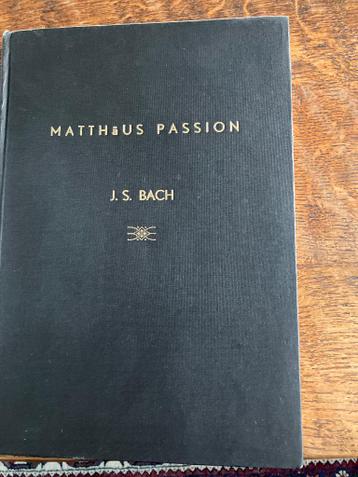 MATTHäUS PASSION
J. S. BACH